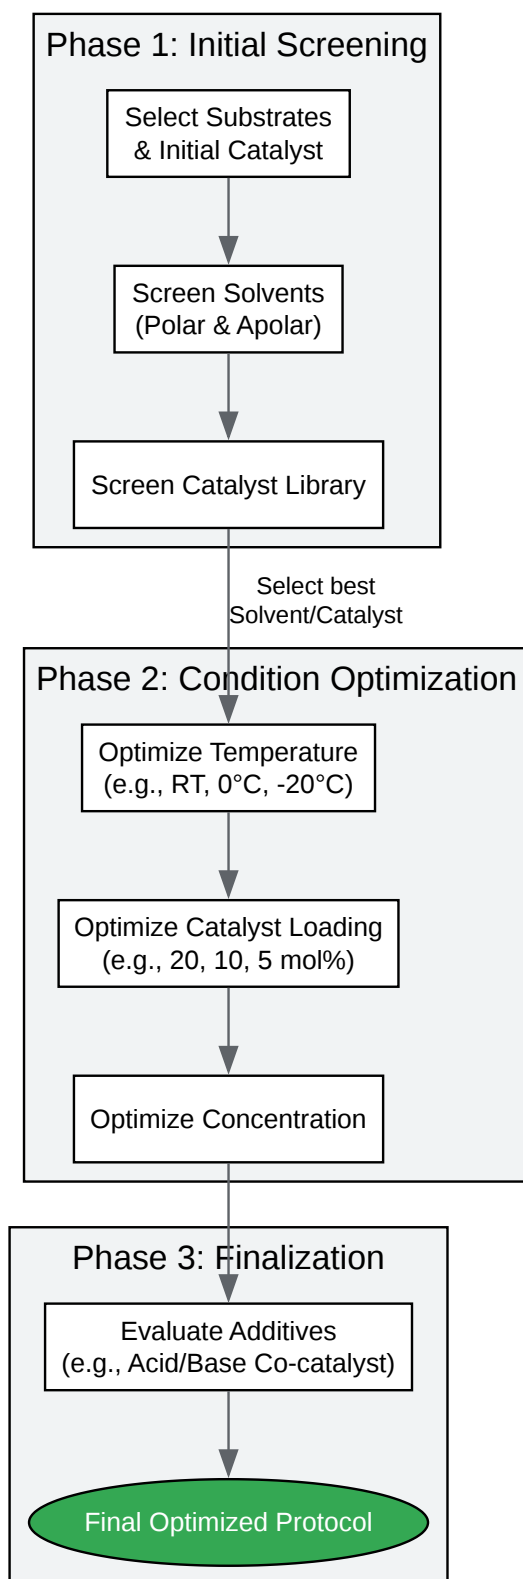 Phase 1: Initial Screening
Select Substrates
& Initial Catalyst
Screen Solvents
(Polar & Apolar)
Screen Catalyst Library
Select best
Solvent/Catalyst
Phase 2: Condition Optimization
Optimize Temperature
(e.g., RT, 0°C, -20°C)
Optimize Catalyst Loading
(e.g., 20, 10, 5 mol%)
Optimize Concentration
Phase 3: Finalization
Evaluate Additives
(e.g., Acid/Base Co-catalyst)
Final Optimized Protocol